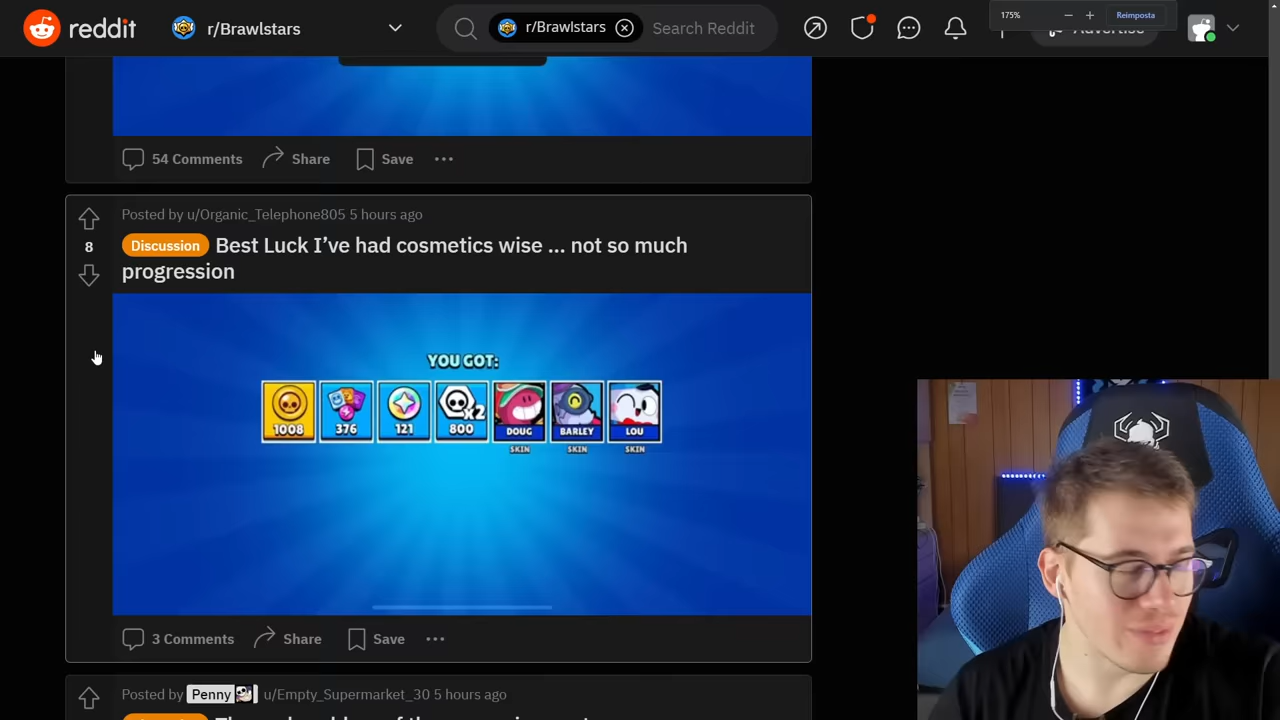 reddit
r/Brawlstars
r/Brawlstars
Search Reddit
175%
Reimposta
Advertise
54 Comments
Share
Save
Posted by u/Organic_Telephone805 5 hours ago
8
Discussion Best Luck I’ve had cosmetics wise … not so much
progression
YOU GOT:
1008
376
121
X2
800
DOUG
BARLEY
LOU
SKIN
SKIN
SKIN
3 Comments
Share
Save
Posted by Penny u/Empty_Supermarket_30 5 hours ago